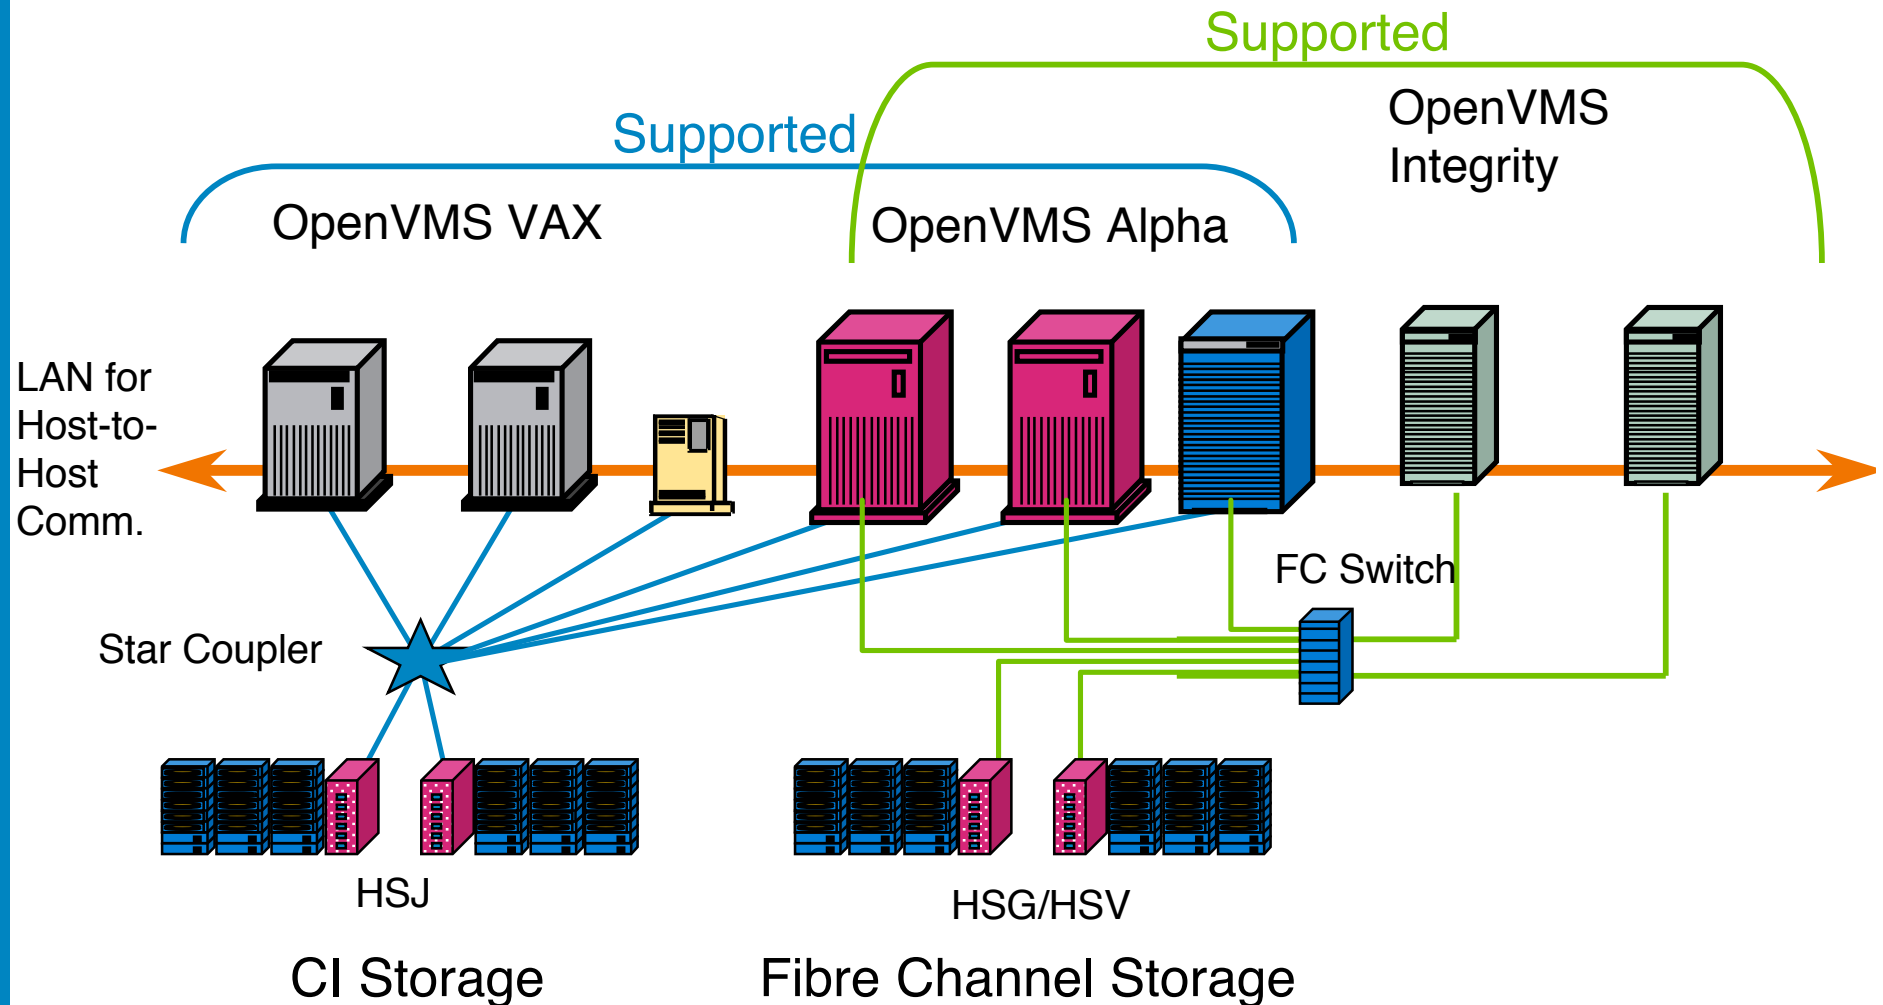 Supported
OpenVMS
Integrity
Supported
OpenVMS VAX
OpenVMS Alpha
LAN for
Host-to-
Host
Comm.
FC Switch
Star Coupler
HSJ
HSG/HSV
CI Storage
Fibre Channel Storage